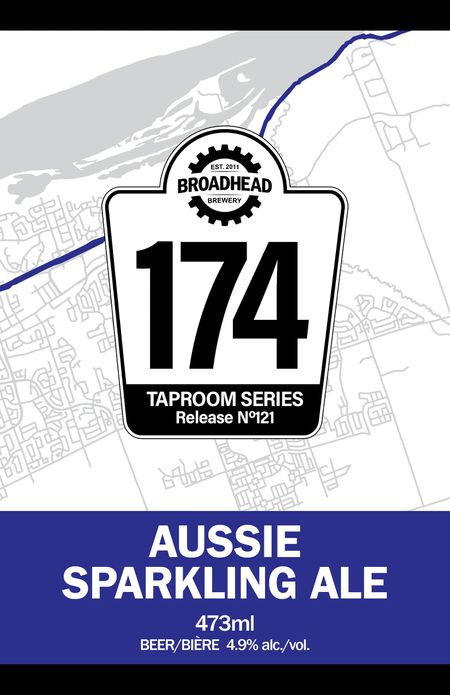 EST. 2011
BROADHEAD
BREWERY
174
TAPROOM SERIES
Release Nº121
AUSSIE
SPARKLING ALE
473ml
BEER/BIÈRE 4.9% alc./vol.